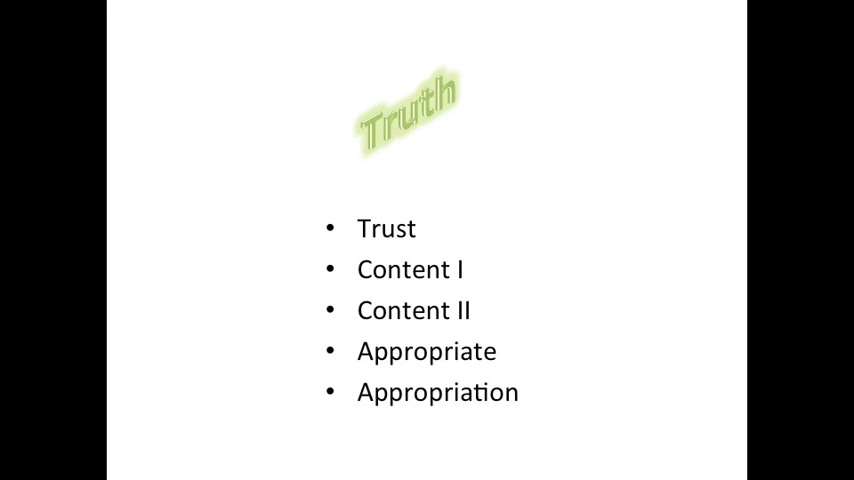 Truth
• Trust
• Content I
• Content II
• Appropriate
• Appropriation